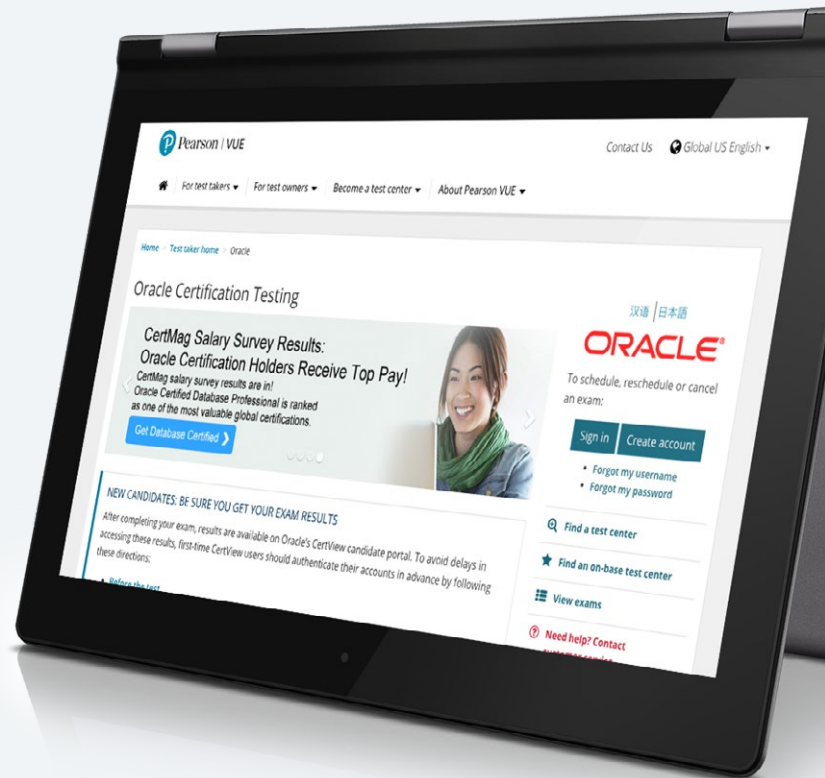 Pearson | VUE
Contact Us
Global US English
For test takers
For test owners
Become a test center
About Pearson VUE
Home
Test taker home
Oracle
Oracle Certification Testing
CertMag Salary Survey Results:
Oracle Certification Holders Receive Top Pay!
CertMag salary survey results are in!
Oracle Certified Database Professional is ranked
as one of the most valuable global certifications.
Get Database Certified
NEW CANDIDATES: BE SURE YOU GET YOUR EXAM RESULTS
After completing your exam, results are available on Oracle's CertView candidate portal. To avoid delays in
accessing these results, first-time CertView users should authenticate their accounts in advance by following
these directions:
Before the test
汉语 | 日本語
ORACLE®
To schedule, reschedule or cancel
an exam:
Sign in
Create account
Forgot my username
Forgot my password
Find a test center
Find an on-base test center
View exams
Need help? Contact
customer service